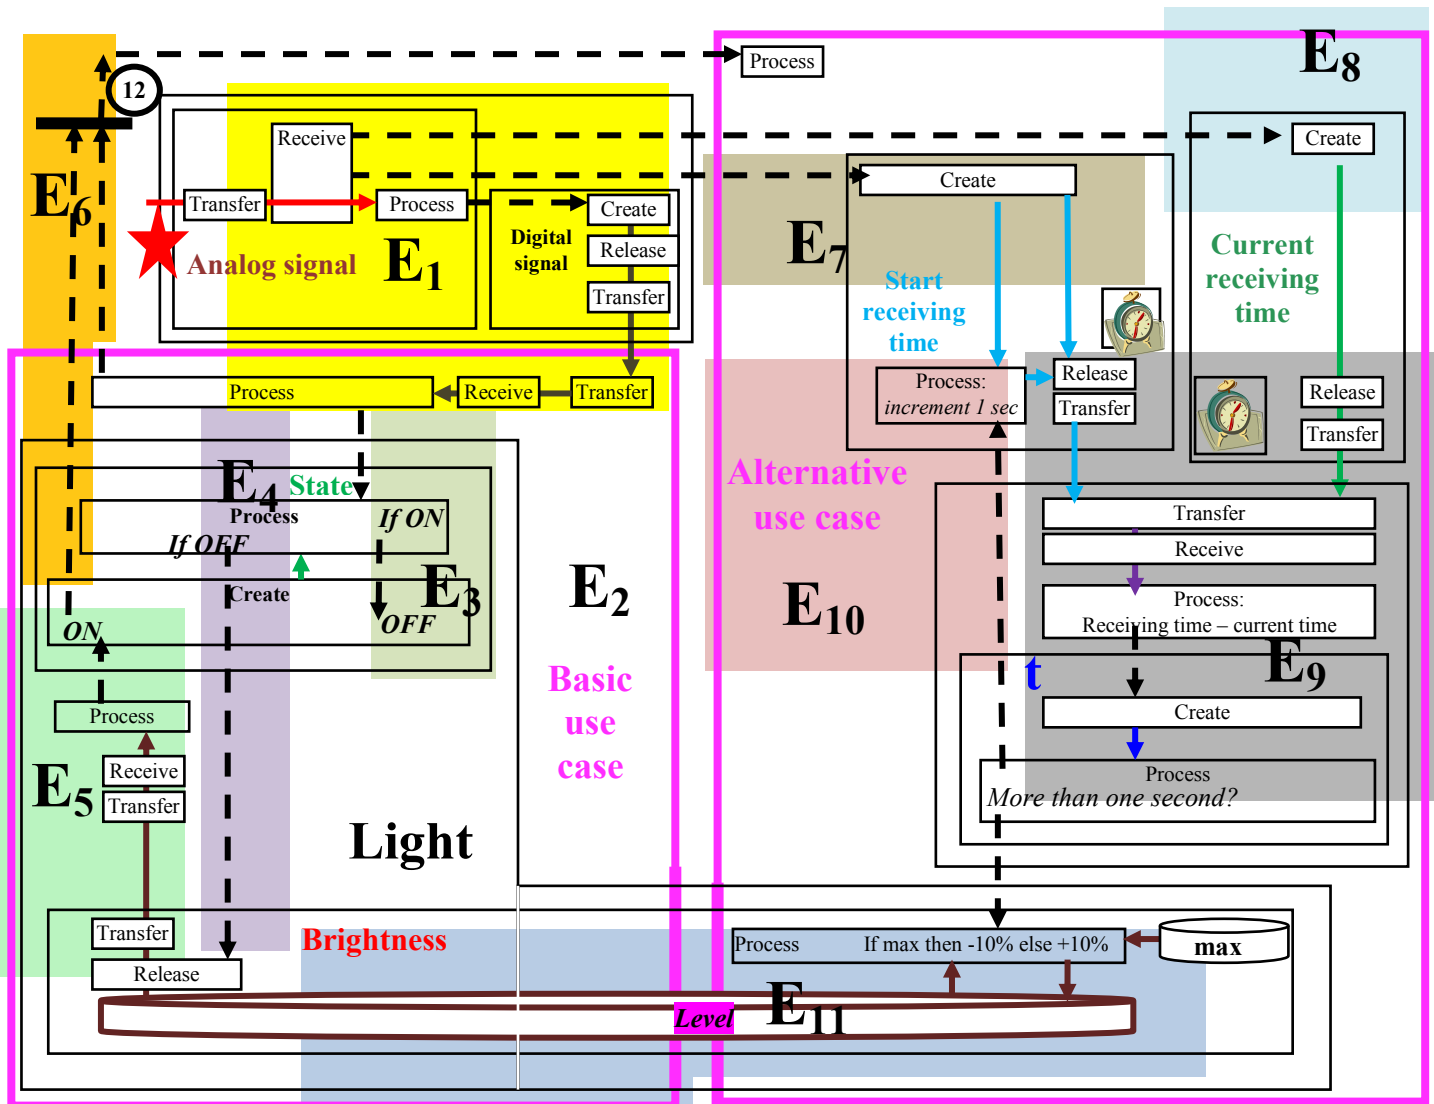 12
E6
Process
E8
Receive
Create
Transfer
Process
Create
Create
Digital
signal
Release
Analog signal
E1
Transfer
E7
Start
receiving
time
Current
receiving
time
Process
Receive
Transfer
Process:
increment 1 sec
Release
Transfer
Release
Transfer
E4
State
Process
If ON
If OFF
Create
E3
ON
OFF
E2
Basic
use
case
Alternative
use case
E10
Transfer
Receive
Process:
Receiving time – current time
t
E9
Create
Process
More than one second?
Process
Receive
E5
Transfer
Light
Transfer
Release
Brightness
Process If max then -10% else +10%
max
Level
E11